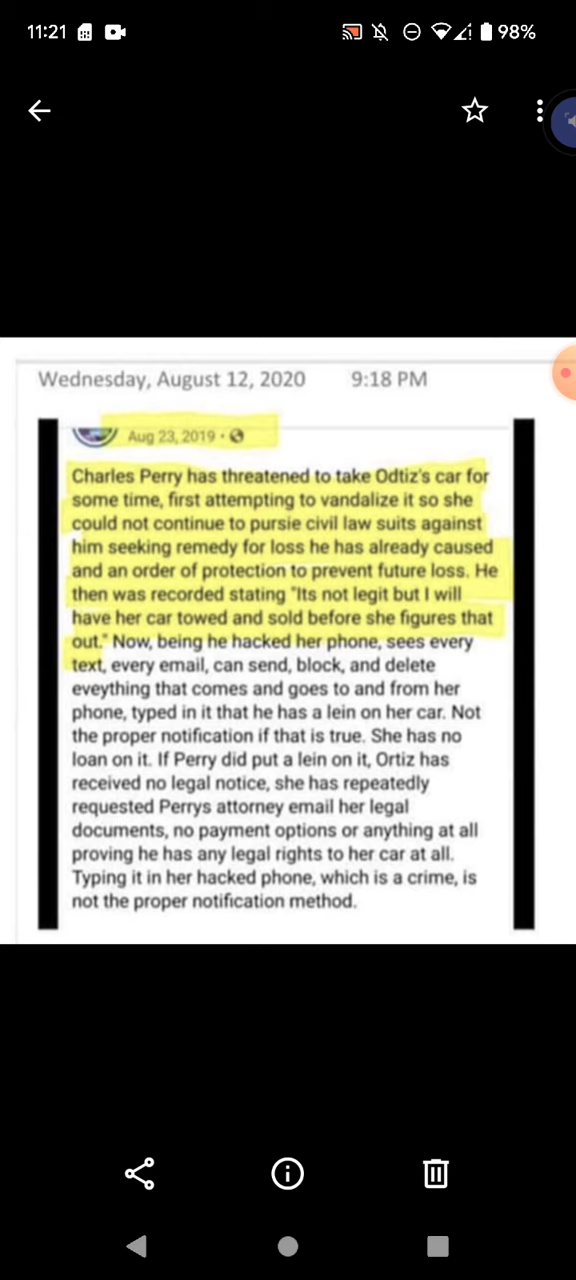 11:21
98%
Wednesday, August 12, 2020 9:18 PM
Aug 23, 2019 ·
Charles Perry has threatened to take Odtiz's car for
some time, first attempting to vandalize it so she
could not continue to pursie civil law suits against
him seeking remedy for loss he has already caused
and an order of protection to prevent future loss. He
then was recorded stating "Its not legit but I will
have her car towed and sold before she figures that
out." Now, being he hacked her phone, sees every
text, every email, can send, block, and delete
eveything that comes and goes to and from her
phone, typed in it that he has a lein on her car. Not
the proper notification if that is true. She has no
loan on it. If Perry did put a lein on it, Ortiz has
received no legal notice, she has repeatedly
requested Perrys attorney email her legal
documents, no payment options or anything at all
proving he has any legal rights to her car at all.
Typing it in her hacked phone, which is a crime, is
not the proper notification method.